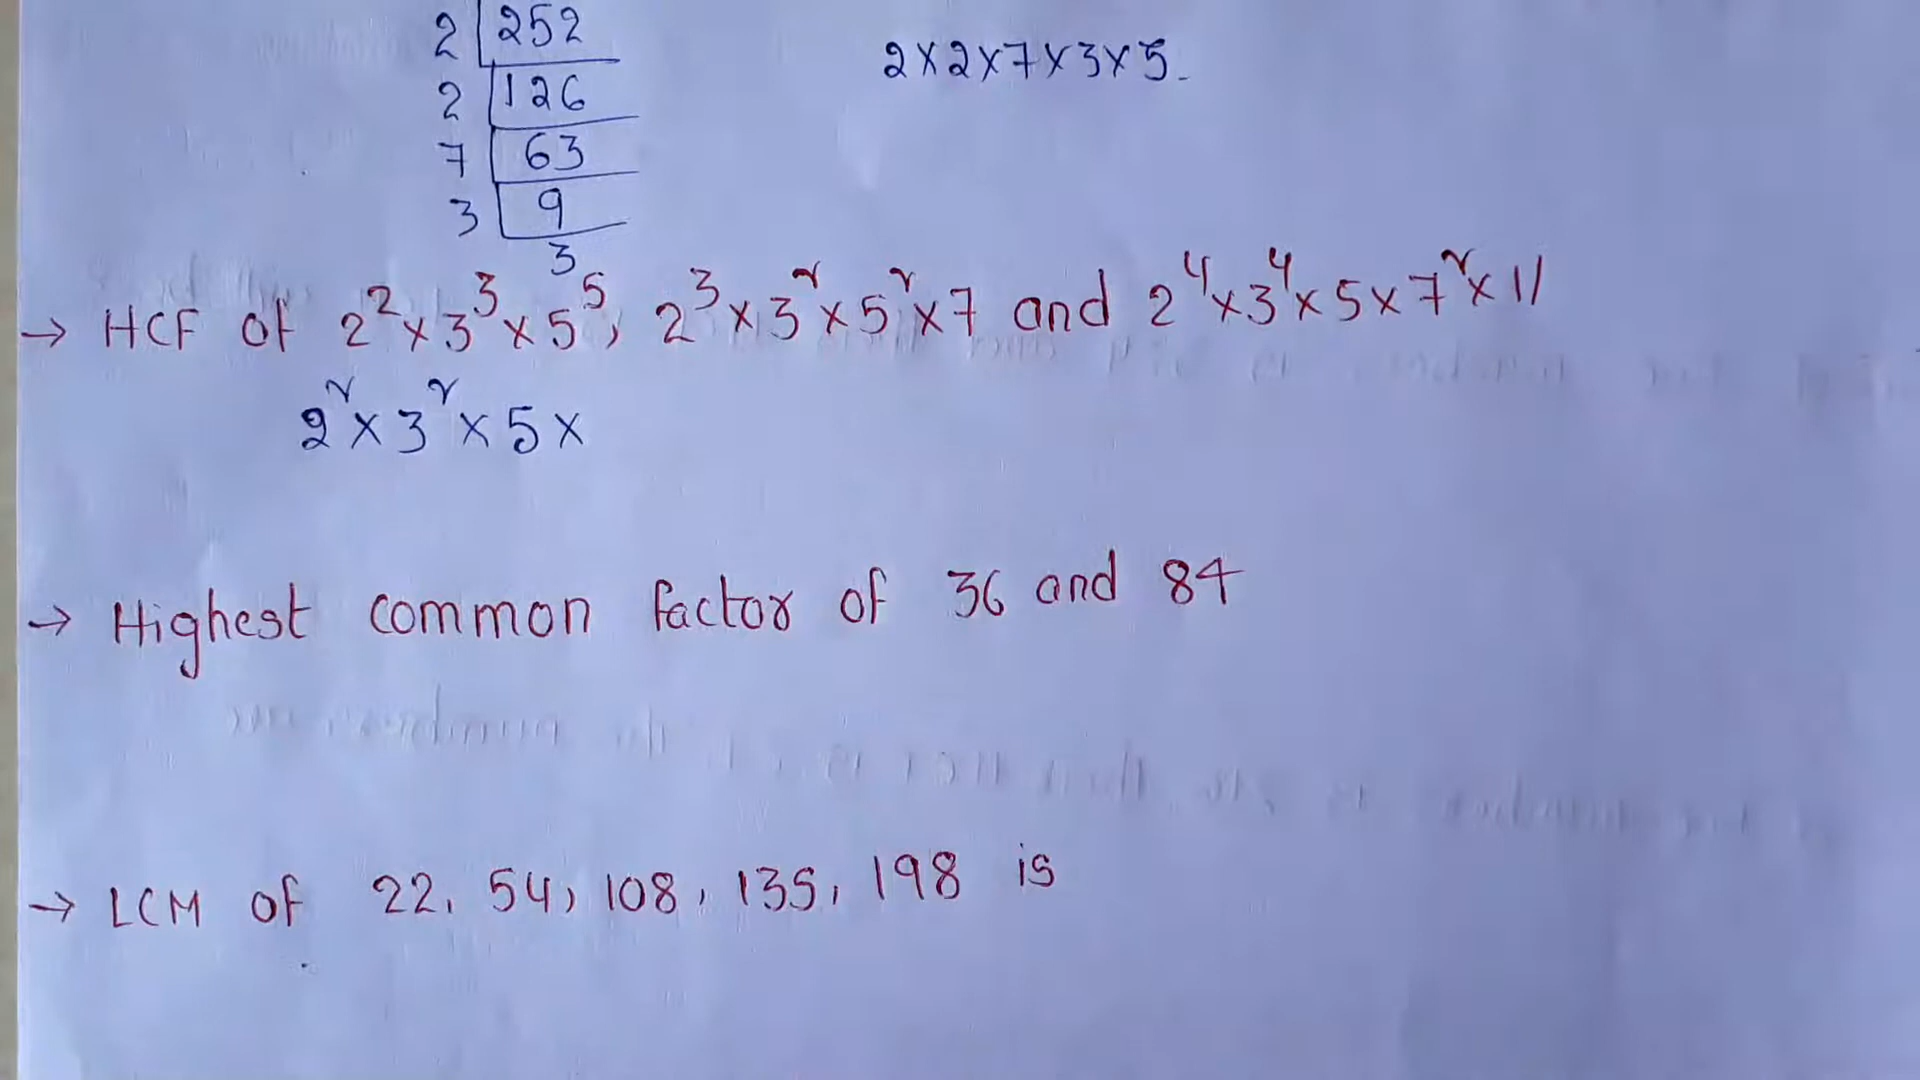 2 | 252
2 | 126
7 | 63
3 | 9
3
2 × 2 × 7 × 3 × 5
→ HCF of 2² × 3³ × 5⁵, 2³ × 3² × 5² × 7 and 2⁴ × 3⁴ × 5 × 7² × 11
2² × 3² × 5 ×
→ Highest common factor of 36 and 84
→ LCM of 22, 54, 108, 135, 198 is